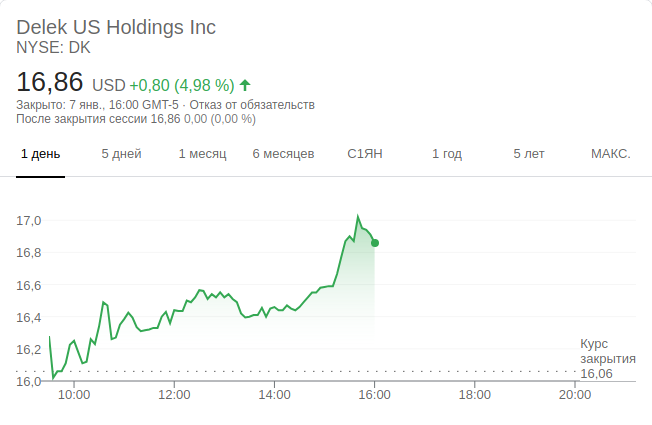 Delek US Holdings Inc
NYSE: DK
16,86 USD +0,80 (4,98 %)
Закрыто: 7 янв., 16:00 GMT-5 · Отказ от обязательств
После закрытия сессии 16,86 0,00 (0,00 %)
1 день 5 дней 1 месяц 6 месяцев С1ЯН 1 год 5 лет МАКС.
17,0
16,8
16,6
16,4
16,2
16,0
Курс
закрытия
16,06
10:00 12:00 14:00 16:00 18:00 20:00